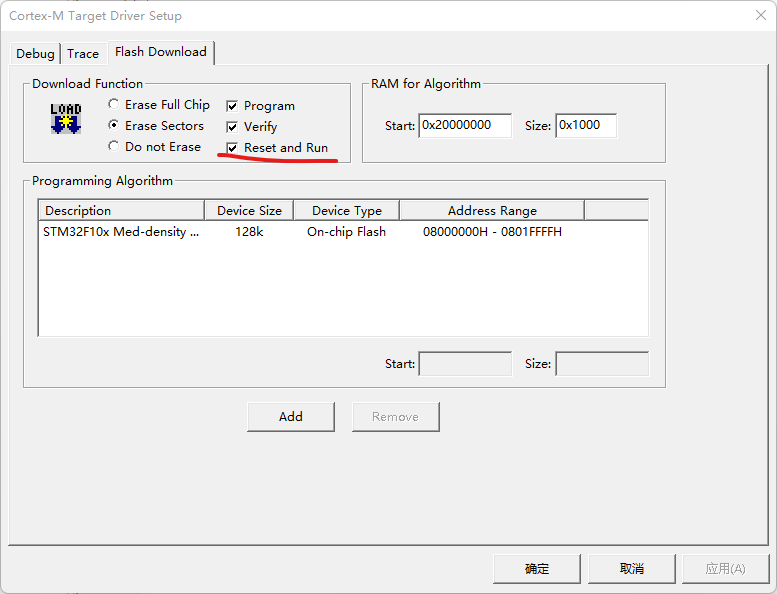 Cortex-M Target Driver Setup
Debug Trace Flash Download
Download Function
LOAD
Erase Full Chip
Erase Sectors
Do not Erase
Program
Verify
Reset and Run
RAM for Algorithm
Start: 0x20000000 Size: 0x1000
Programming Algorithm
Description Device Size Device Type Address Range
STM32F10x Med-density ... 128k On-chip Flash 08000000H - 0801FFFFH
Start: Size:
Add Remove
确定 取消 应用(A)